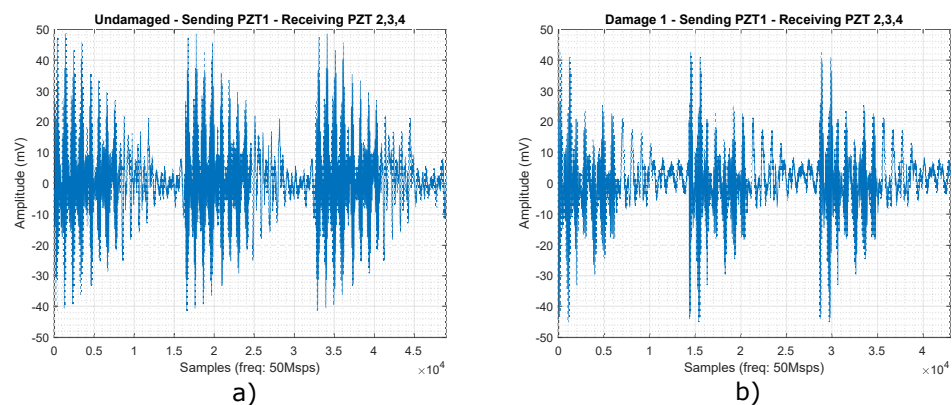 Undamaged - Sending PZT1 - Receiving PZT 2,3,4
50
40
30
20
10
0
-10
-20
-30
-40
-50
Amplitude (mV)
0 0.5 1 1.5 2 2.5 3 3.5 4 4.5
Samples (freq: 50Msps)
×10⁴
a)
Damage 1 - Sending PZT1 - Receiving PZT 2,3,4
50
40
30
20
10
0
-10
-20
-30
-40
-50
Amplitude (mV)
0 0.5 1 1.5 2 2.5 3 3.5 4
Samples (freq: 50Msps)
×10⁴
b)